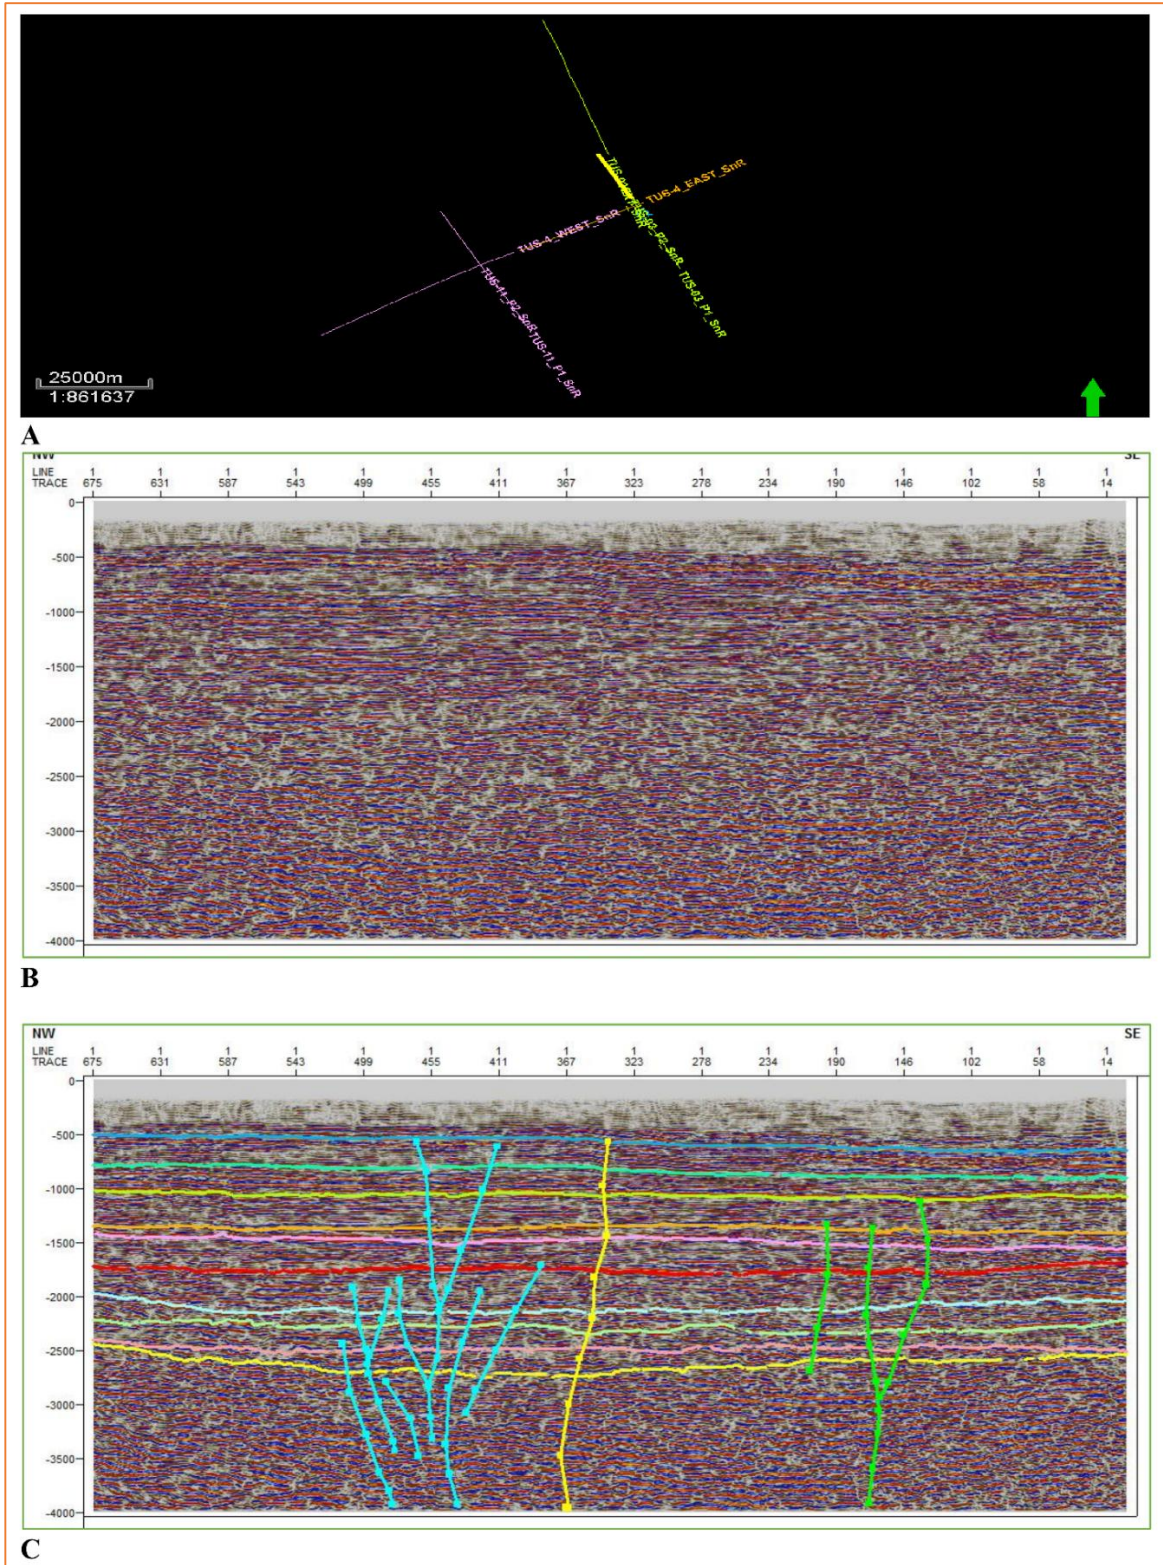 TUS-4_EAST_SnR
TUS-03_P2_SnR
TUS-4_WEST_SnR
TUS-03_P1_SnR
TUS-11_P2_SnR
TUS-11_P1_SnR
25000m
1:861637
A
NW SE
LINE 1 1 1 1 1 1 1 1 1 1 1 1 1 1 1 1
TRACE 675 631 587 543 499 455 411 367 323 278 234 190 146 102 58 14
0
-500
-1000
-1500
-2000
-2500
-3000
-3500
-4000
B
NW SE
LINE 1 1 1 1 1 1 1 1 1 1 1 1 1 1 1 1
TRACE 675 631 587 543 499 455 411 367 323 278 234 190 146 102 58 14
0
-500
-1000
-1500
-2000
-2500
-3000
-3500
-4000
C